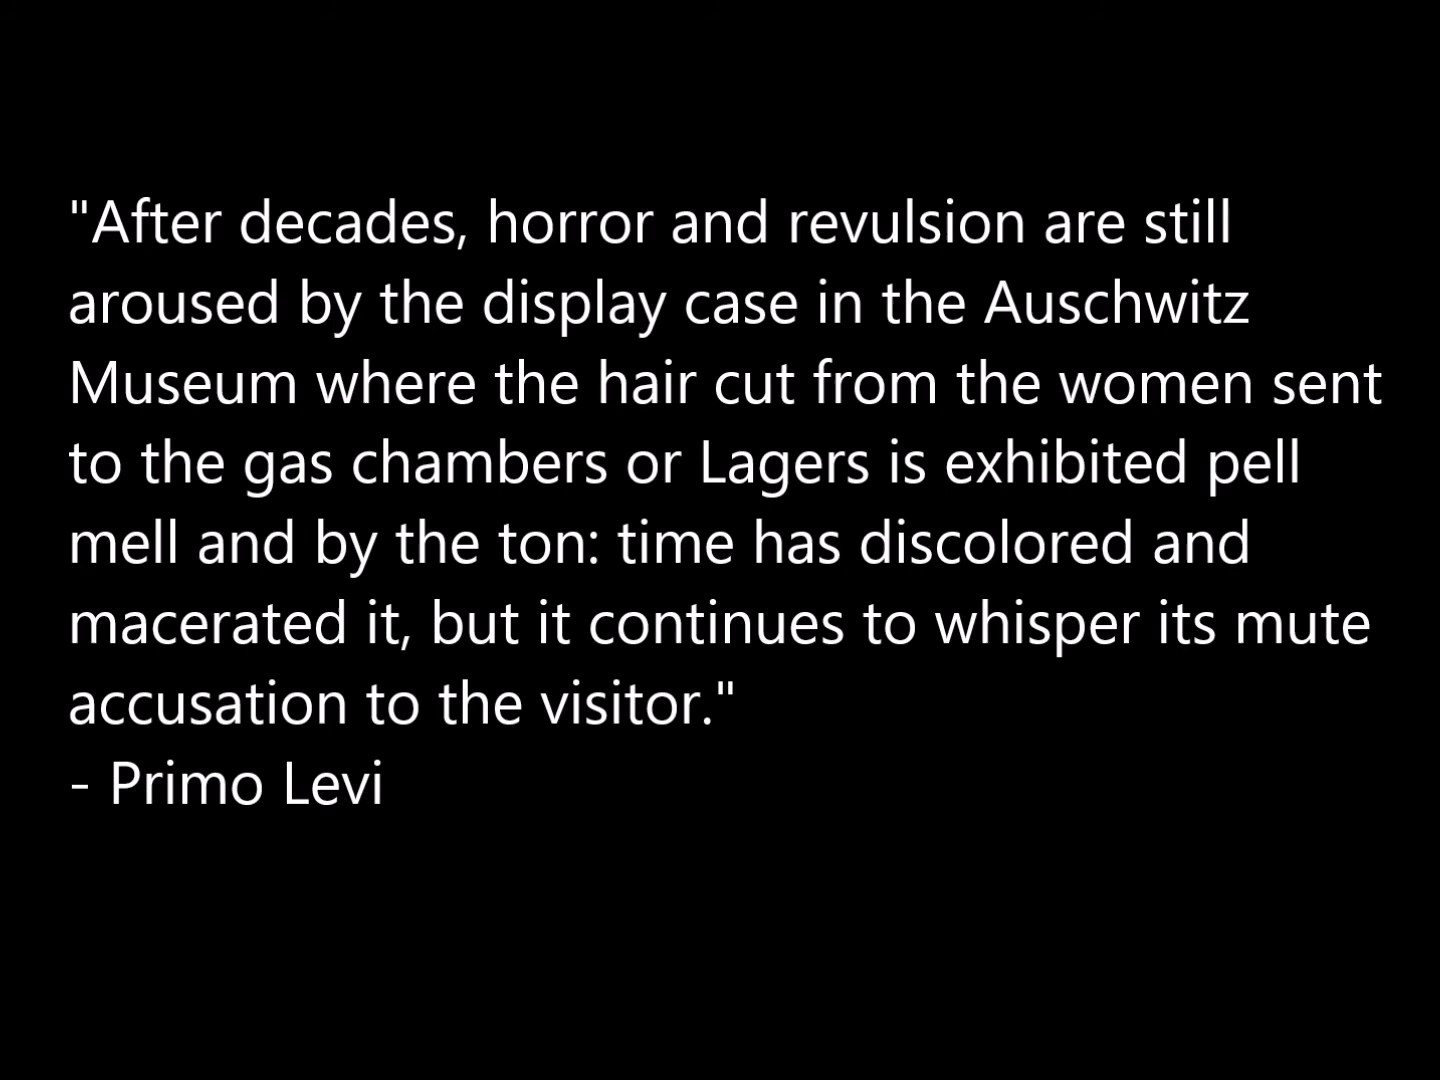 "After decades, horror and revulsion are still
aroused by the display case in the Auschwitz
Museum where the hair cut from the women sent
to the gas chambers or Lagers is exhibited pell
mell and by the ton: time has discolored and
macerated it, but it continues to whisper its mute
accusation to the visitor."
- Primo Levi